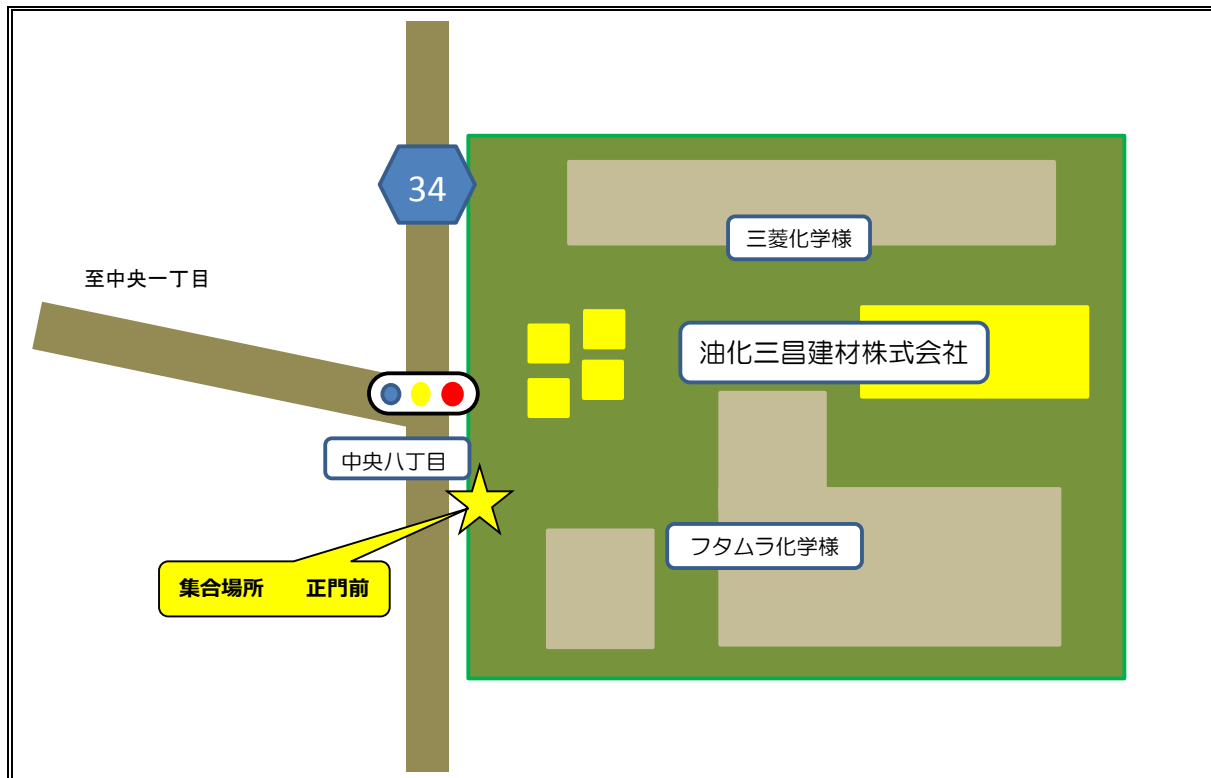 34
三菱化学様
至中央一丁目
油化三昌建材株式会社
中央八丁目
フタムラ化学様
集合場所　　正門前